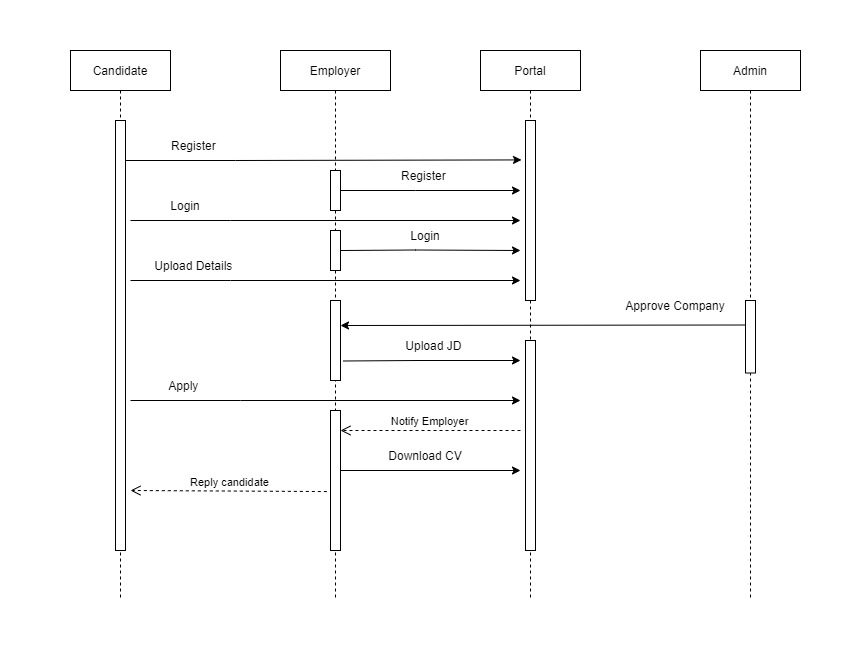 Candidate
Employer
Portal
Admin
Register
Register
Login
Login
Upload Details
Approve Company
Upload JD
Apply
Notify Employer
Download CV
Reply candidate